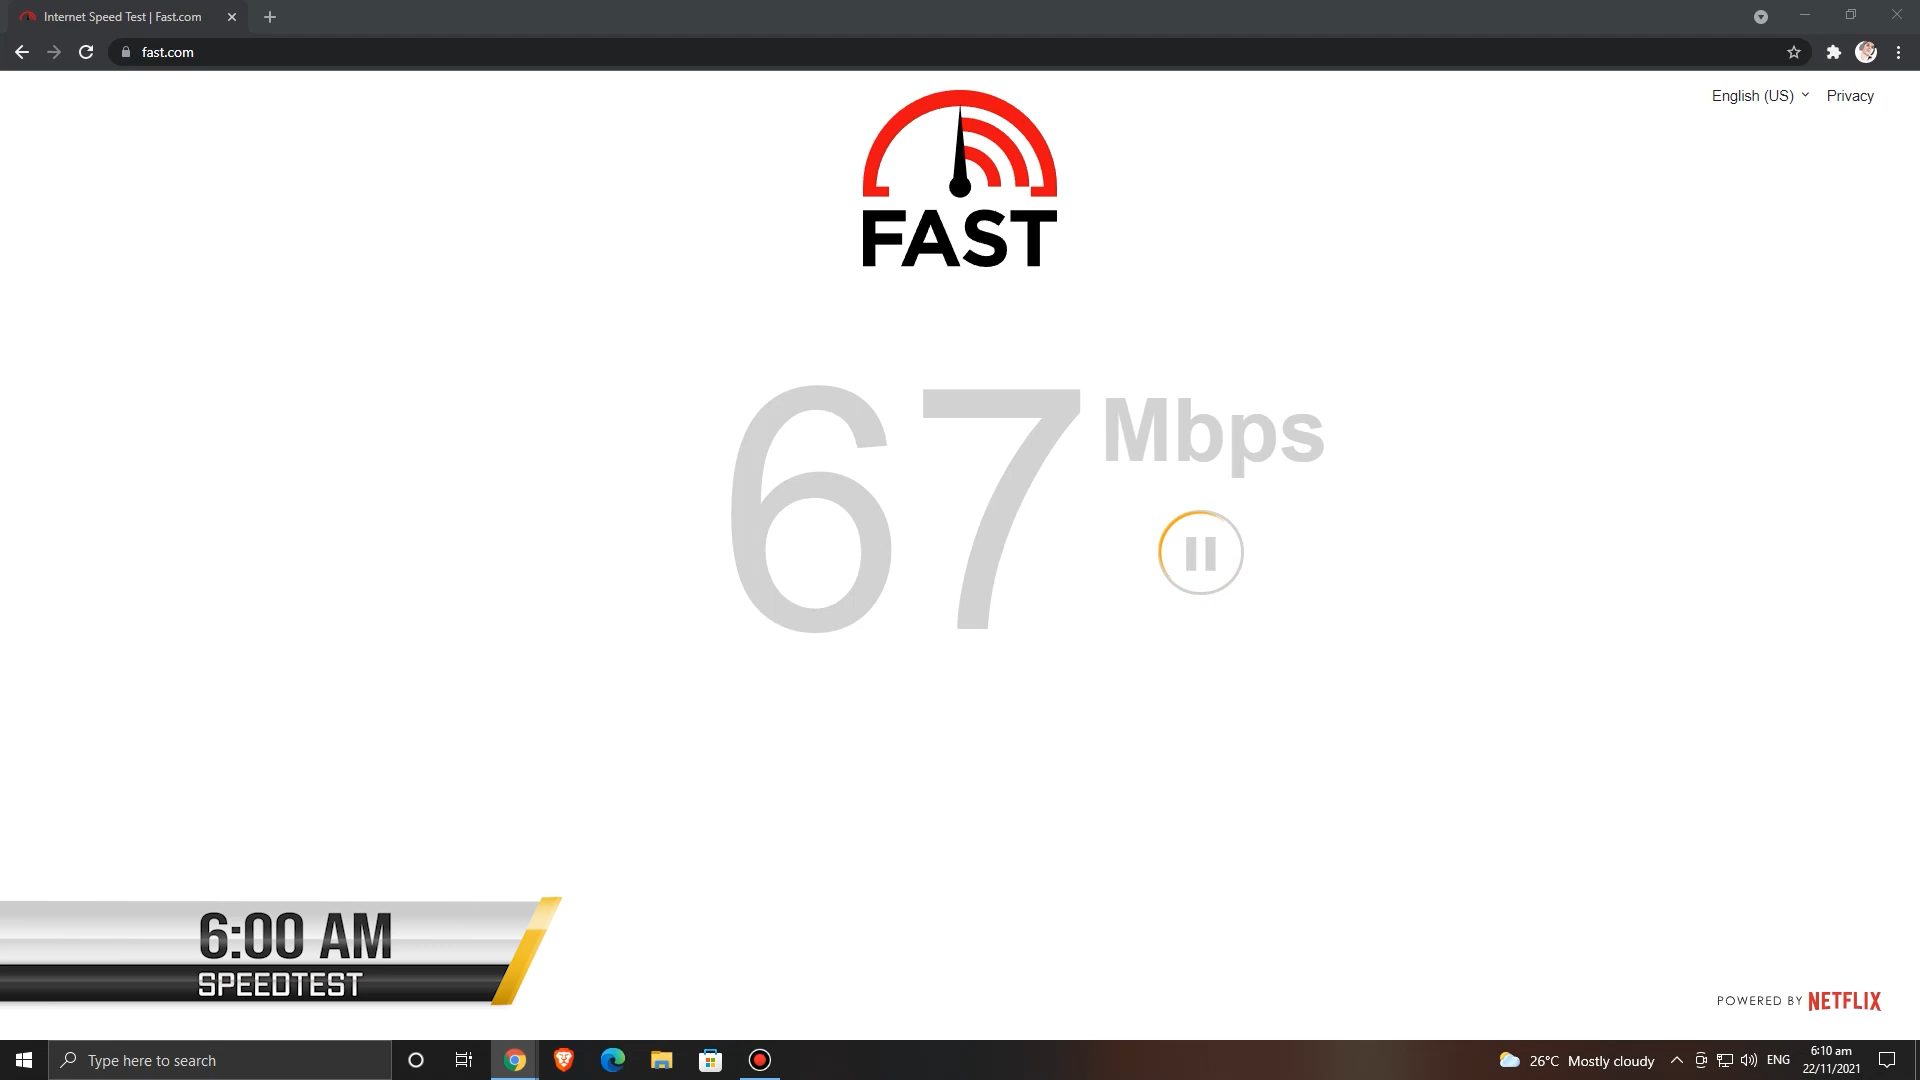 Internet Speed Test | Fast.com
fast.com
English (US) Privacy
FAST
67 Mbps
6:00 AM
SPEEDTEST
POWERED BY NETFLIX
Type here to search
26°C Mostly cloudy
ENG
6:10 am
22/11/2021